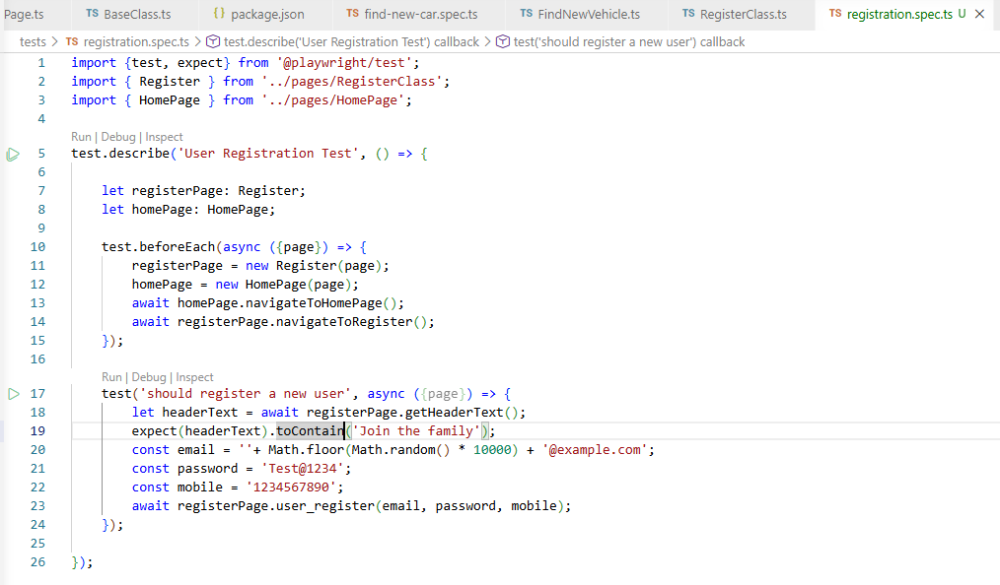 Page.ts TS BaseClass.ts {} package.json TS find-new-car.spec.ts TS FindNewVehicle.ts TS RegisterClass.ts TS registration.spec.ts U
tests > TS registration.spec.ts > test.describe('User Registration Test') callback > test('should register a new user') callback
1 import {test, expect} from '@playwright/test';
2 import { Register } from '../pages/RegisterClass';
3 import { HomePage } from '../pages/HomePage';
4
Run | Debug | Inspect
5 test.describe('User Registration Test', () => {
6
7 let registerPage: Register;
8 let homePage: HomePage;
9
10 test.beforeEach(async ({page}) => {
11 registerPage = new Register(page);
12 homePage = new HomePage(page);
13 await homePage.navigateToHomePage();
14 await registerPage.navigateToRegister();
15 });
16
Run | Debug | Inspect
17 test('should register a new user', async ({page}) => {
18 let headerText = await registerPage.getHeaderText();
19 expect(headerText).toContain('Join the family');
20 const email = ''+ Math.floor(Math.random() * 10000) + '@example.com';
21 const password = 'Test@1234';
22 const mobile = '1234567890';
23 await registerPage.user_register(email, password, mobile);
24 });
25
26 });